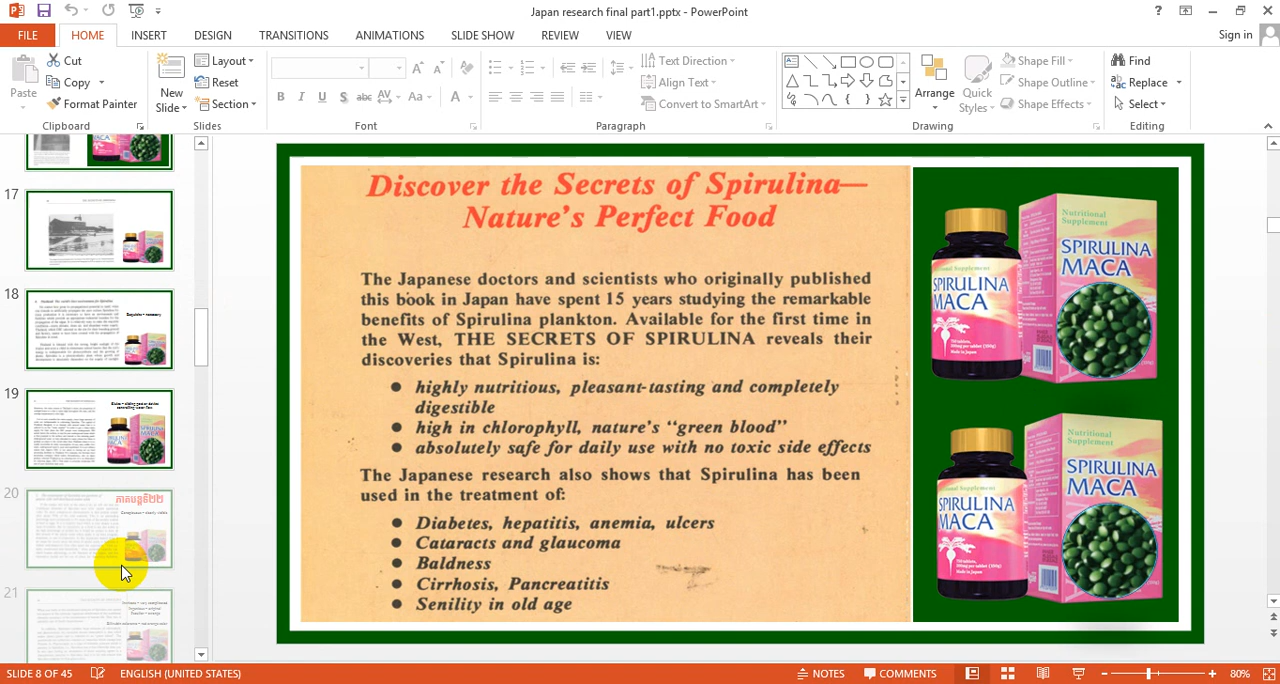 Japan research final part1.pptx - PowerPoint
FILE HOME INSERT DESIGN TRANSITIONS ANIMATIONS SLIDE SHOW REVIEW VIEW Sign in
Paste
Cut
Copy
Format Painter
Clipboard
New Slide
Layout
Reset
Section
Slides
B I U S abc AV Aa A
Font
Text Direction
Align Text
Convert to SmartArt
Paragraph
Arrange
Quick Styles
Shape Fill
Shape Outline
Shape Effects
Drawing
Find
Replace
Select
Editing
17
18
19
20
21
Discover the Secrets of Spirulina—
Nature's Perfect Food
The Japanese doctors and scientists who originally published
this book in Japan have spent 15 years studying the remarkable
benefits of Spirulina to mankind. Available for the first time in
the West, THE SECRETS OF SPIRULINA reveals their
discoveries that Spirulina is:
● highly nutritious, pleasant-tasting and completely
digestible
● high in chlorophyll, nature's "green blood"
absolutely safe for daily use with no toxic side effects
The Japanese research also shows that Spirulina has been
used in the treatment of:
● Diabetes, hepatitis, anemia, ulcers
● Cataracts and glaucoma
● Baldness
● Cirrhosis, Pancreatitis
● Senility in old age
Nutritional
Supplement
SPIRULINA
MACA
SPIRULINA
MACA
Nutritional
Supplement
SPIRULINA
MACA
SPIRULINA
MACA
SLIDE 8 OF 45 ENGLISH (UNITED STATES) NOTES COMMENTS 80%